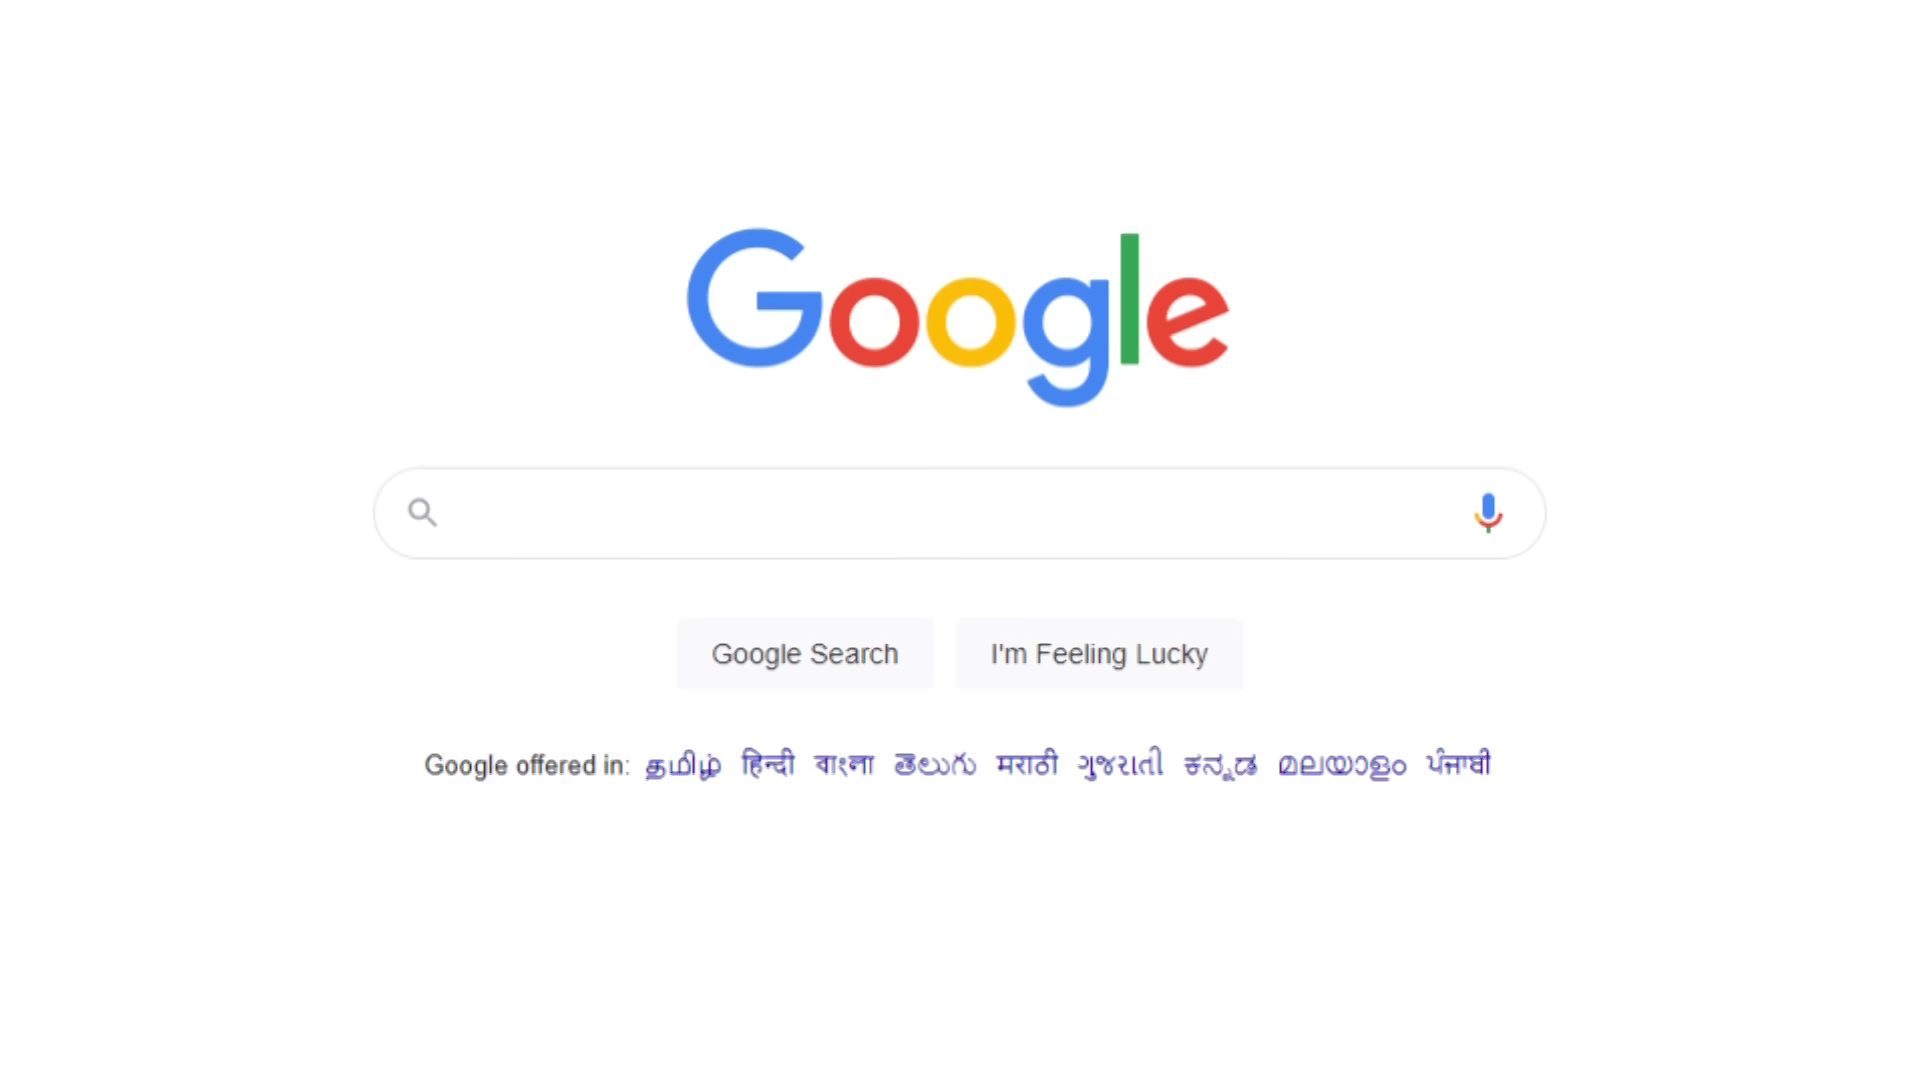 Google
Google Search I'm Feeling Lucky
Google offered in: தமிழ் हिन्दी বাংলা తెలుగు मराठी ગુજરાતી ಕನ್ನಡ മലയാളം ਪੰਜਾਬੀ